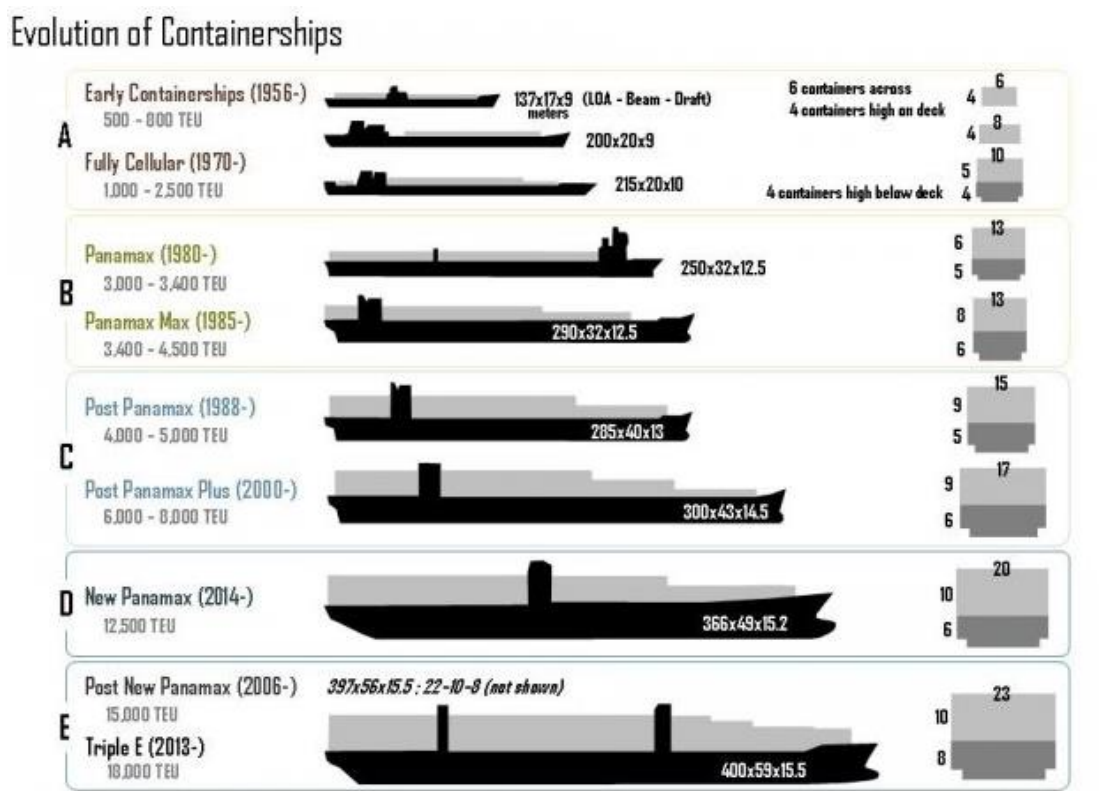 Evolution of Containerships
A
Early Containerships (1956-)
500 - 800 TEU
137x17x9 (LOA - Beam - Draft)
meters
6 containers across
4 containers high on deck
6
4
200x20x9
8
4
Fully Cellular (1970-)
1,000 - 2,500 TEU
215x20x10
4 containers high below deck
10
5
4
B
Panamax (1980-)
3,000 - 3,400 TEU
250x32x12.5
13
6
5
Panamax Max (1985-)
3,400 - 4,500 TEU
290x32x12.5
13
8
6
C
Post Panamax (1988-)
4,000 - 5,000 TEU
285x40x13
15
9
5
Post Panamax Plus (2000-)
6,000 - 8,000 TEU
300x43x14.5
17
9
6
D
New Panamax (2014-)
12,500 TEU
366x49x15.2
20
10
6
E
Post New Panamax (2006-)
15,000 TEU
397x56x15.5 ; 22-10-8 (not shown)
Triple E (2013-)
18,000 TEU
400x59x15.5
23
10
8